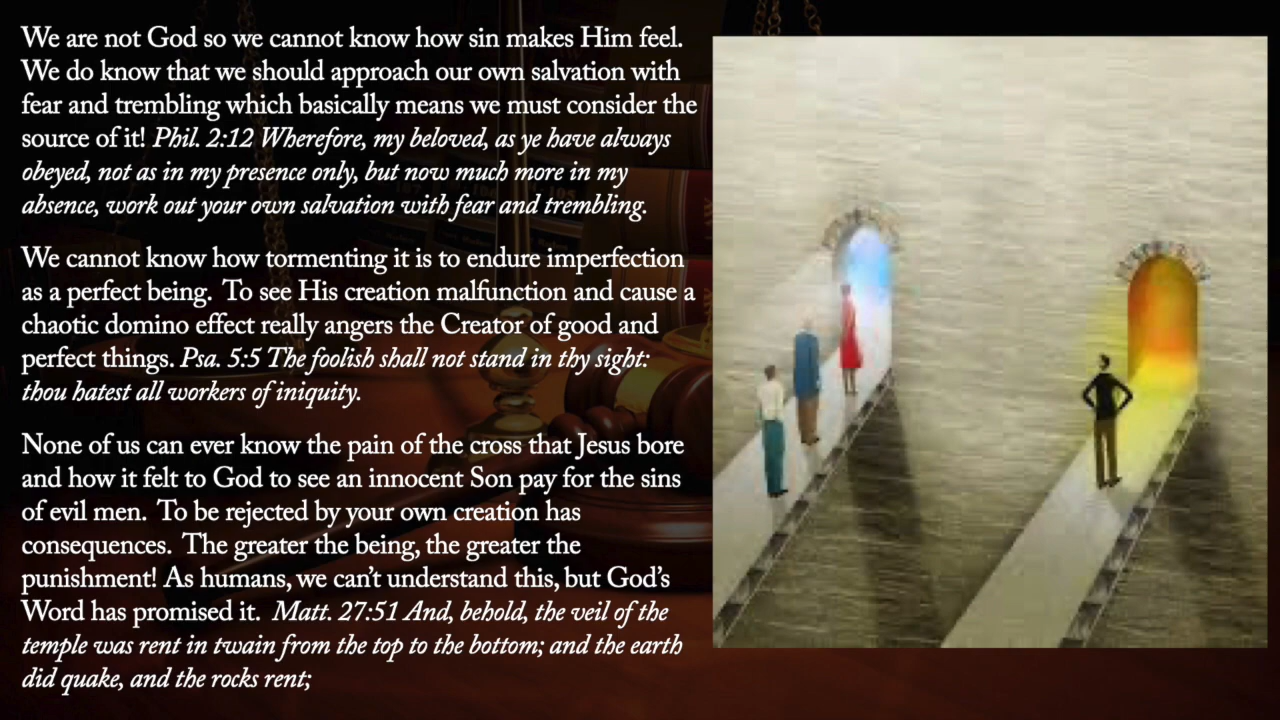 We are not God so we cannot know how sin makes Him feel.
We do know that we should approach our own salvation with
fear and trembling which basically means we must consider the
source of it! Phil. 2:12 Wherefore, my beloved, as ye have always
obeyed, not as in my presence only, but now much more in my
absence, work out your own salvation with fear and trembling.
We cannot know how tormenting it is to endure imperfection
as a perfect being. To see His creation malfunction and cause a
chaotic domino effect really angers the Creator of good and
perfect things. Psa. 5:5 The foolish shall not stand in thy sight:
thou hatest all workers of iniquity.
None of us can ever know the pain of the cross that Jesus bore
and how it felt to God to see an innocent Son pay for the sins
of evil men. To be rejected by your own creation has
consequences. The greater the being, the greater the
punishment! As humans, we can't understand this, but God's
Word has promised it. Matt. 27:51 And, behold, the veil of the
temple was rent in twain from the top to the bottom; and the earth
did quake, and the rocks rent;